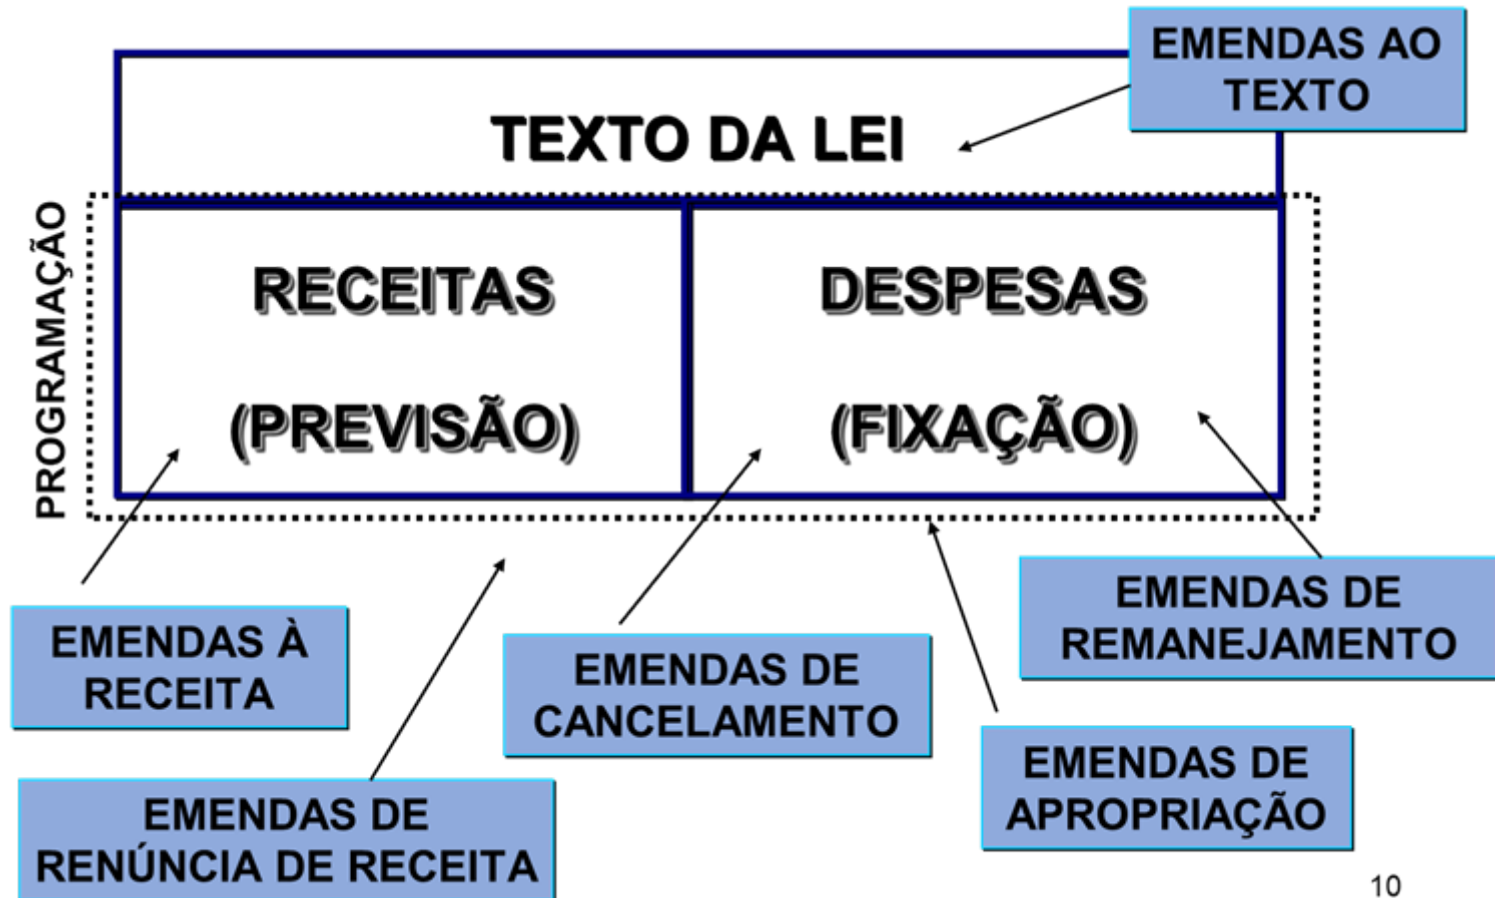 EMENDAS AO
TEXTO
TEXTO DA LEI
PROGRAMAÇÃO
RECEITAS
(PREVISÃO)
DESPESAS
(FIXAÇÃO)
EMENDAS À
RECEITA
EMENDAS DE
RENÚNCIA DE RECEITA
EMENDAS DE
CANCELAMENTO
EMENDAS DE
REMANEJAMENTO
EMENDAS DE
APROPRIAÇÃO
10